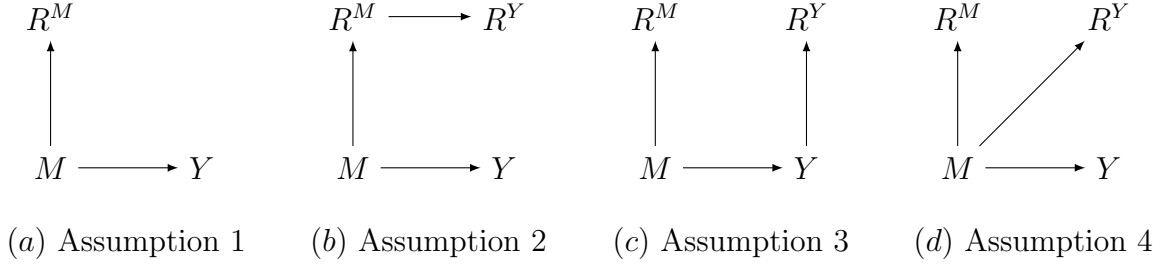 R^M R^M R^Y R^M R^Y R^M R^Y
M Y M Y M Y M Y
(a) Assumption 1 (b) Assumption 2 (c) Assumption 3 (d) Assumption 4